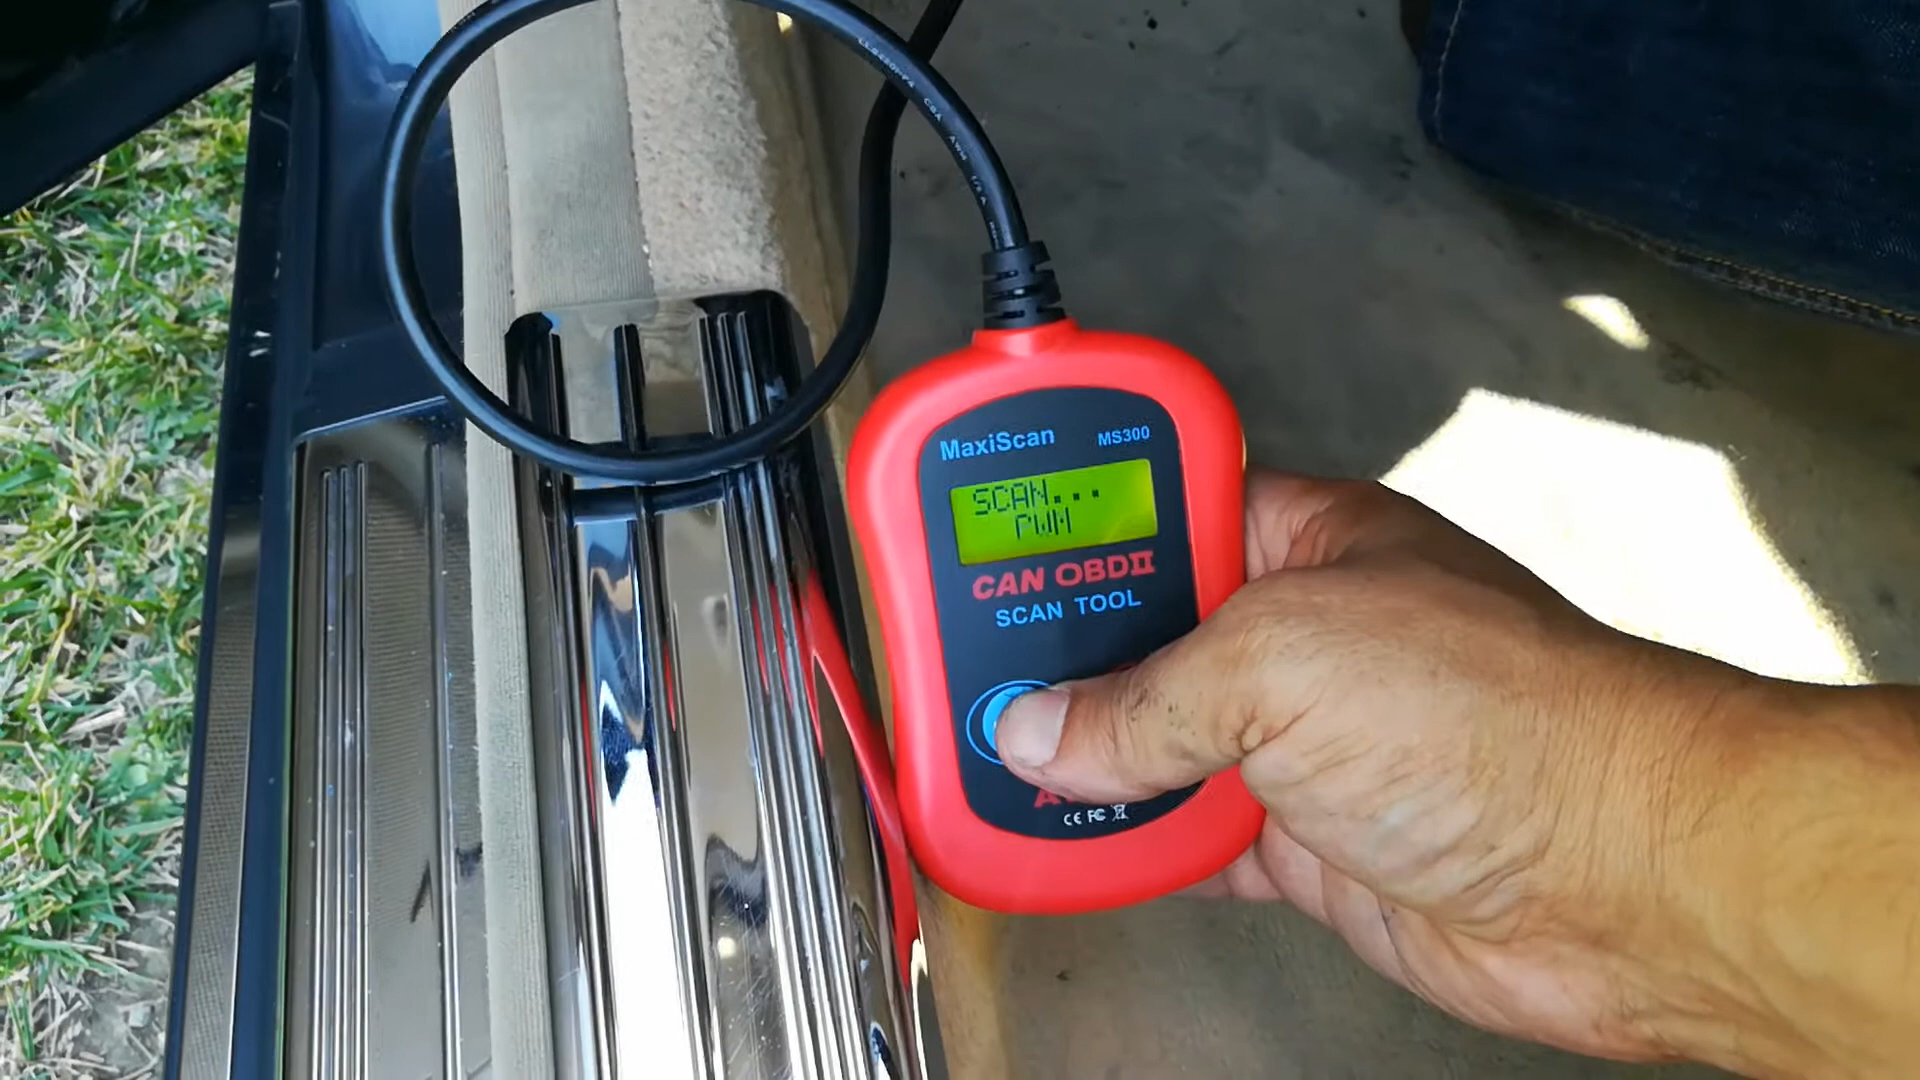 MaxiScan MS300
SCAN...
PWM
CAN OBDII
SCAN TOOL
CE FC